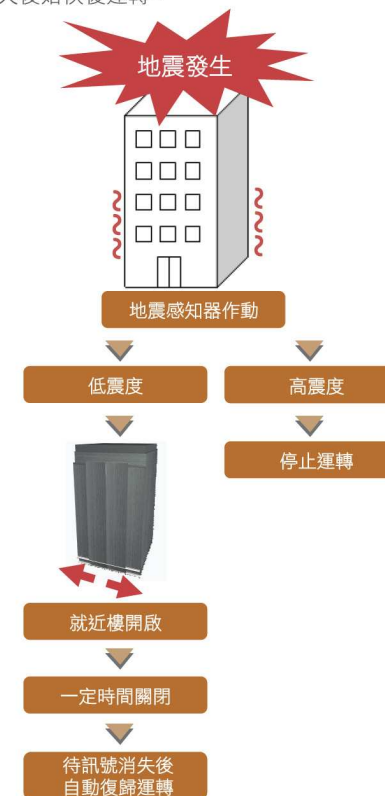 地震發生
地震感知器作動
低震度
高震度
停止運轉
就近樓開啟
一定時間關閉
待訊號消失後
自動復歸運轉